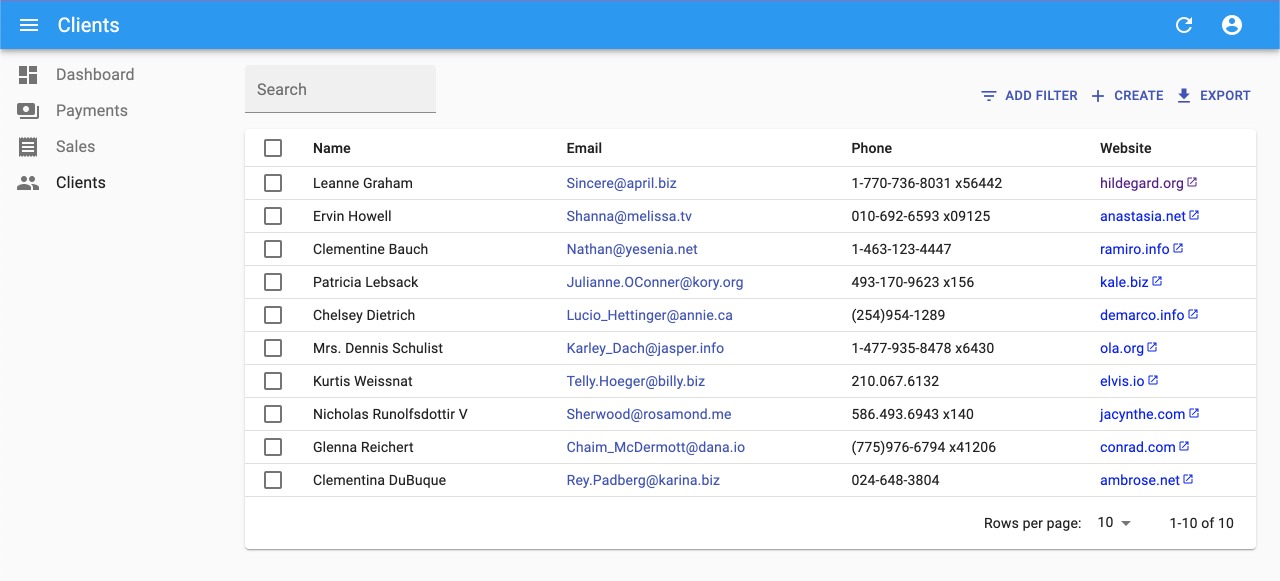 Clients
Dashboard
Payments
Sales
Clients
Search
ADD FILTER CREATE EXPORT
Name Email Phone Website
Leanne Graham Sincere@april.biz 1-770-736-8031 x56442 hildegard.org
Ervin Howell Shanna@melissa.tv 010-692-6593 x09125 anastasia.net
Clementine Bauch Nathan@yesenia.net 1-463-123-4447 ramiro.info
Patricia Lebsack Julianne.OConner@kory.org 493-170-9623 x156 kale.biz
Chelsey Dietrich Lucio_Hettinger@annie.ca (254)954-1289 demarco.info
Mrs. Dennis Schulist Karley_Dach@jasper.info 1-477-935-8478 x6430 ola.org
Kurtis Weissnat Telly.Hoeger@billy.biz 210.067.6132 elvis.io
Nicholas Runolfsdottir V Sherwood@rosamond.me 586.493.6943 x140 jacynthe.com
Glenna Reichert Chaim_McDermott@dana.io (775)976-6794 x41206 conrad.com
Clementina DuBuque Rey.Padberg@karina.biz 024-648-3804 ambrose.net
Rows per page: 10 1-10 of 10